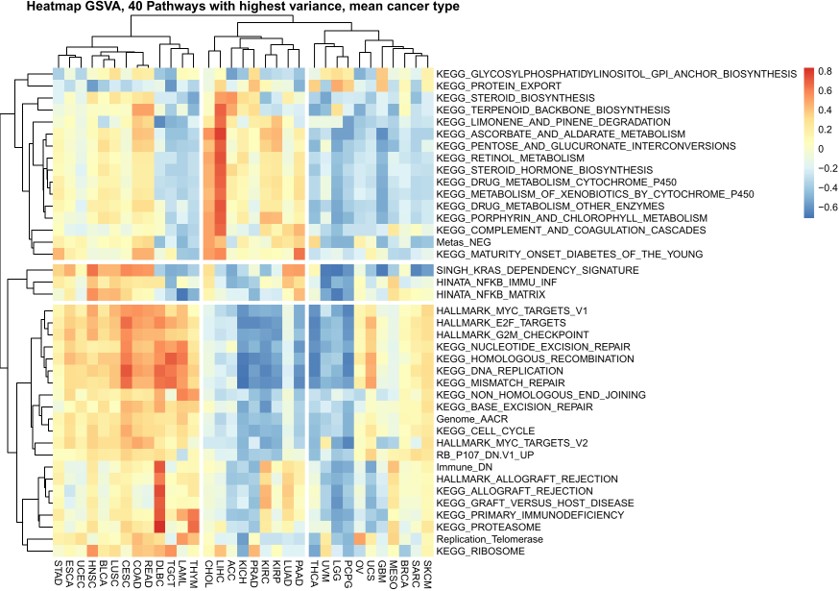 Heatmap GSVA, 40 Pathways with highest variance, mean cancer type
KEGG_GLYCOSYLPHOSPHATIDYLINOSITOL_GPI_ANCHOR_BIOSYNTHESIS
KEGG_PROTEIN_EXPORT
KEGG_STEROID_BIOSYNTHESIS
KEGG_TERPENOID_BACKBONE_BIOSYNTHESIS
KEGG_LIMONENE_AND_PINENE_DEGRADATION
KEGG_ASCORBATE_AND_ALDARATE_METABOLISM
KEGG_PENTOSE_AND_GLUCURONATE_INTERCONVERSIONS
KEGG_RETINOL_METABOLISM
KEGG_STEROID_HORMONE_BIOSYNTHESIS
KEGG_DRUG_METABOLISM_CYTOCHROME_P450
KEGG_METABOLISM_OF_XENOBIOTICS_BY_CYTOCHROME_P450
KEGG_DRUG_METABOLISM_OTHER_ENZYMES
KEGG_PORPHYRIN_AND_CHLOROPHYLL_METABOLISM
KEGG_COMPLEMENT_AND_COAGULATION_CASCADES
Metas_NEG
KEGG_MATURITY_ONSET_DIABETES_OF_THE_YOUNG
SINGH_KRAS_DEPENDENCY_SIGNATURE
HINATA_NFKB_IMMU_INF
HINATA_NFKB_MATRIX
HALLMARK_MYC_TARGETS_V1
HALLMARK_E2F_TARGETS
HALLMARK_G2M_CHECKPOINT
KEGG_NUCLEOTIDE_EXCISION_REPAIR
KEGG_HOMOLOGOUS_RECOMBINATION
KEGG_DNA_REPLICATION
KEGG_MISMATCH_REPAIR
KEGG_NON_HOMOLOGOUS_END_JOINING
KEGG_BASE_EXCISION_REPAIR
Genome_AACR
KEGG_CELL_CYCLE
HALLMARK_MYC_TARGETS_V2
RB_P107_DN.V1_UP
Immune_DN
HALLMARK_ALLOGRAFT_REJECTION
KEGG_ALLOGRAFT_REJECTION
KEGG_GRAFT_VERSUS_HOST_DISEASE
KEGG_PRIMARY_IMMUNODEFICIENCY
KEGG_PROTEASOME
Replication_Telomerase
KEGG_RIBOSOME
0.8
0.6
0.4
0.2
0
−0.2
−0.4
−0.6
STAD
ESCA
UCEC
HNSC
BLCA
LUSC
CESC
COAD
READ
DLBC
TGCT
LAML
THYM
CHOL
LIHC
ACC
KICH
PRAD
KIRC
KIRP
LUAD
PAAD
THCA
UVM
LGG
PCPG
OV
UCS
GBM
MESO
BRCA
SARC
SKCM